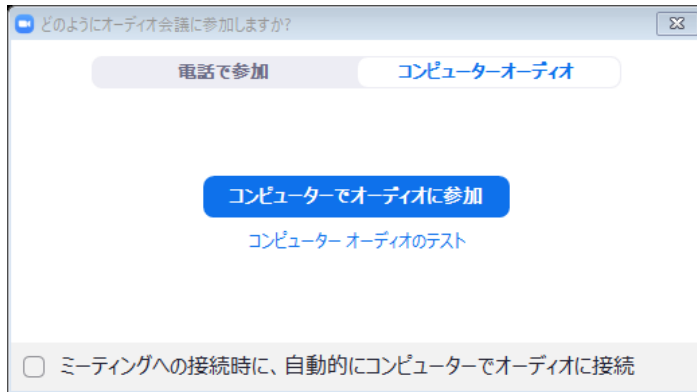 どのようにオーディオ会議に参加しますか?
電話で参加
コンピューターオーディオ
コンピューターでオーディオに参加
コンピューター オーディオのテスト
ミーティングへの接続時に、自動的にコンピューターでオーディオに接続